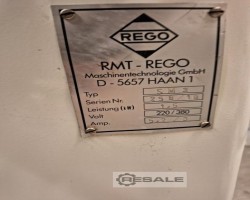 REGO
RMT - REGO
Maschinentechnologie GmbH
D - 5657 HAAN 1
Typ
Serien Nr.
Leistung (kW)
Volt 220/380
Amp.
RESALE